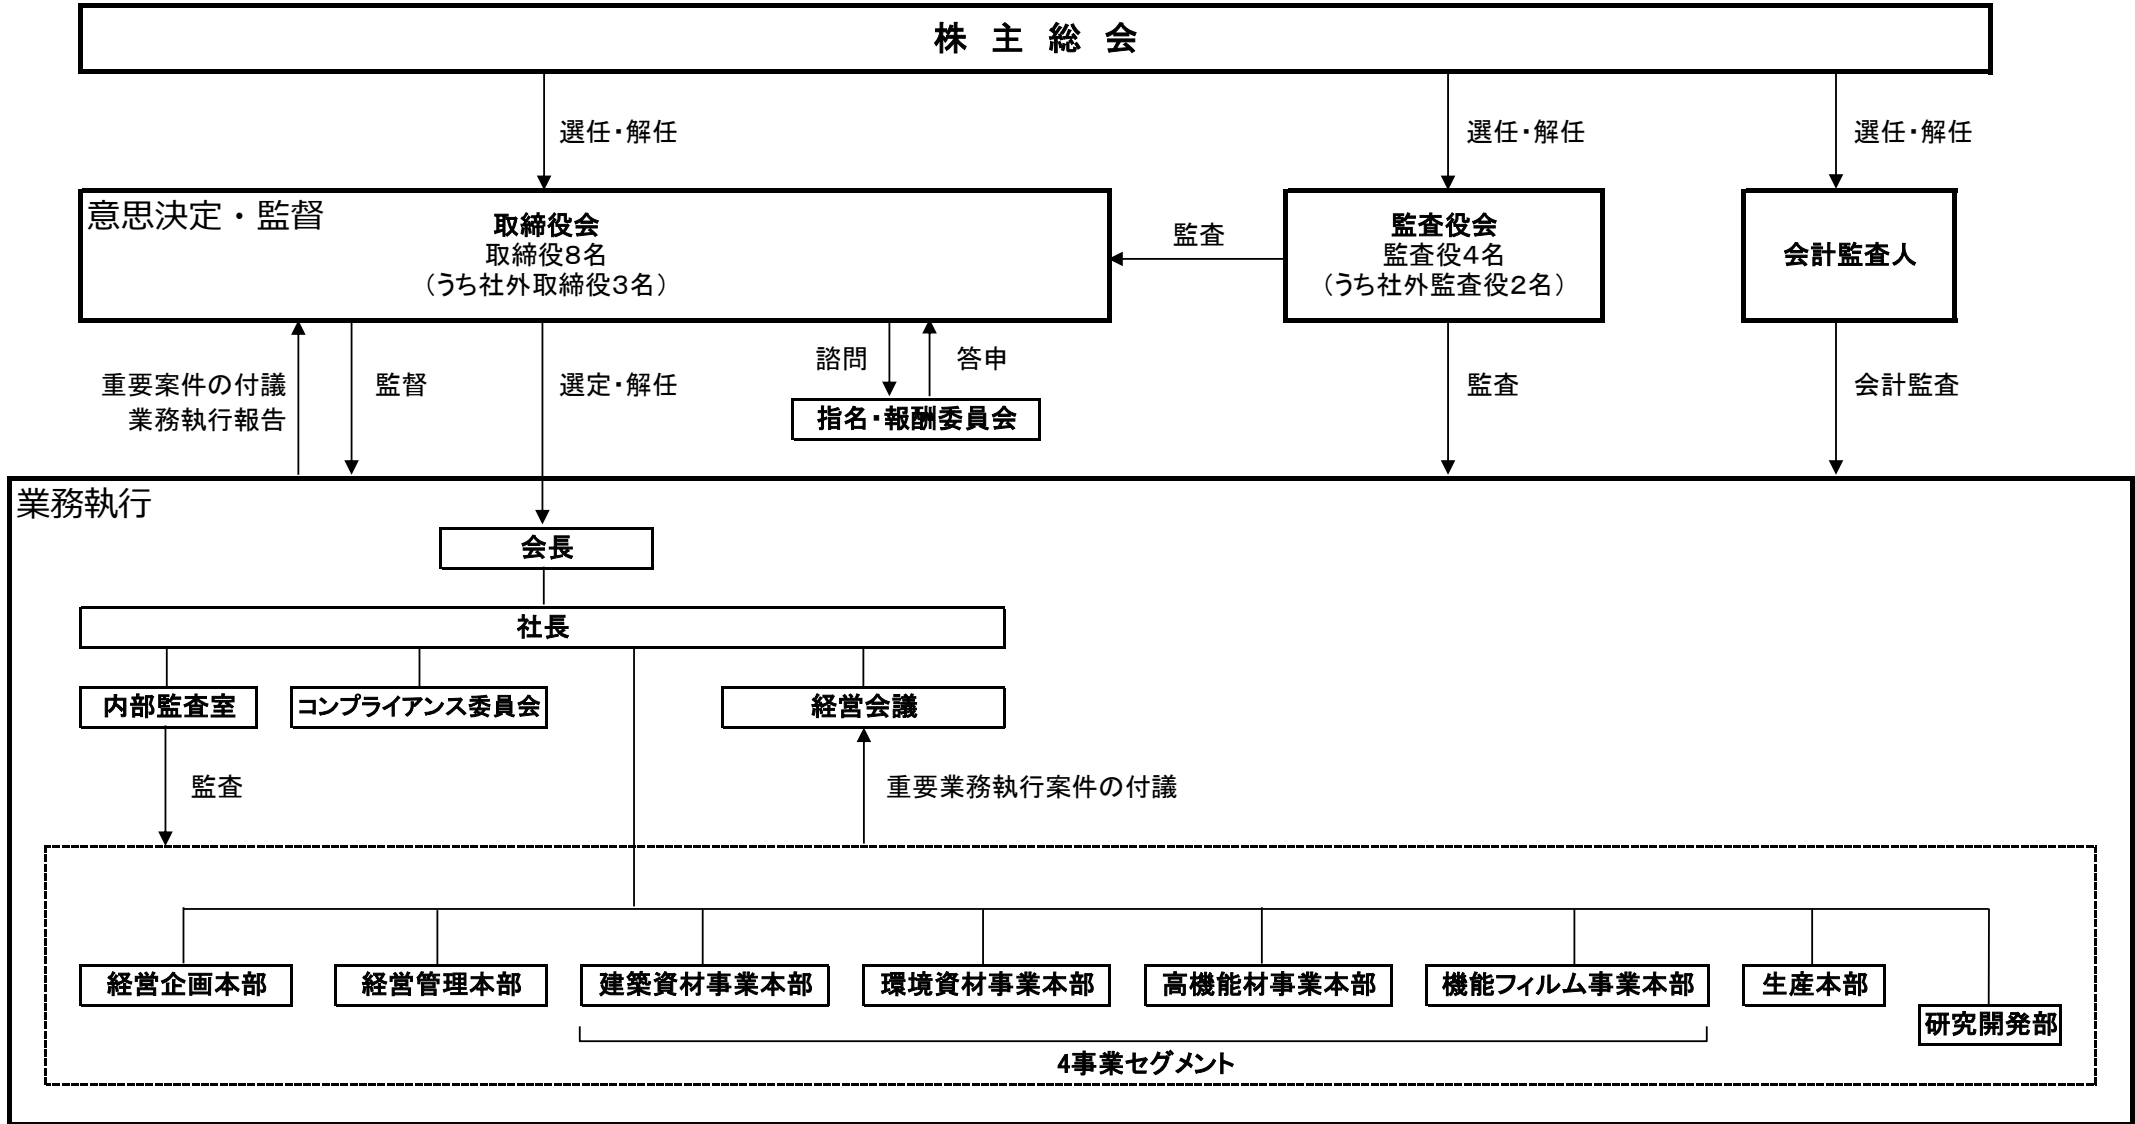 株 主 総 会
選任・解任
選任・解任
選任・解任
意思決定・監督
取締役会
取締役8名
（うち社外取締役3名）
監査
監査役会
監査役4名
（うち社外監査役2名）
会計監査人
重要案件の付議
業務執行報告
監督
選定・解任
諮問
答申
指名・報酬委員会
監査
会計監査
業務執行
会長
社長
内部監査室
コンプライアンス委員会
経営会議
監査
重要業務執行案件の付議
経営企画本部
経営管理本部
建築資材事業本部
環境資材事業本部
高機能材事業本部
機能フィルム事業本部
生産本部
研究開発部
4事業セグメント